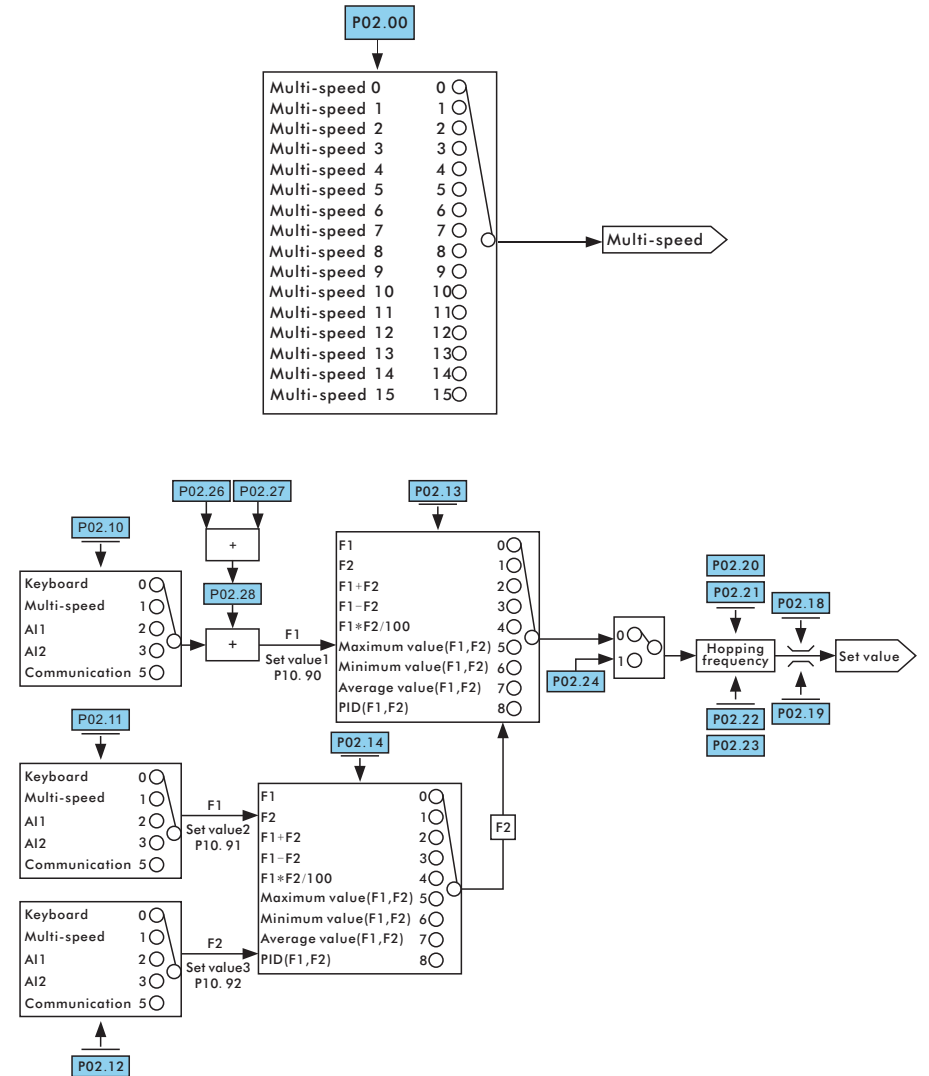 P02.00
Multi-speed 0 0
Multi-speed 1 1
Multi-speed 2 2
Multi-speed 3 3
Multi-speed 4 4
Multi-speed 5 5
Multi-speed 6 6
Multi-speed 7 7
Multi-speed 8 8
Multi-speed 9 9
Multi-speed 10 10
Multi-speed 11 11
Multi-speed 12 12
Multi-speed 13 13
Multi-speed 14 14
Multi-speed 15 15
Multi-speed
P02.26 P02.27
+
P02.28
+
P02.10
Keyboard 0
Multi-speed 1
AI1 2
AI2 3
Communication 5
F1
Set value1
P10. 90
P02.13
F1 0
F2 1
F1+F2 2
F1-F2 3
F1*F2/100 4
Maximum value(F1,F2) 5
Minimum value(F1,F2) 6
Average value(F1,F2) 7
PID(F1,F2) 8
0
1
P02.24
P02.20
P02.21
Hopping
frequency
P02.22
P02.23
P02.18
P02.19
Set value
P02.11
Keyboard 0
Multi-speed 1
AI1 2
AI2 3
Communication 5
F1
Set value2
P10. 91
P02.14
F1 0
F2 1
F1+F2 2
F1-F2 3
F1*F2/100 4
Maximum value(F1,F2) 5
Minimum value(F1,F2) 6
Average value(F1,F2) 7
PID(F1,F2) 8
F2
Keyboard 0
Multi-speed 1
AI1 2
AI2 3
Communication 5
F2
Set value3
P10. 92
P02.12